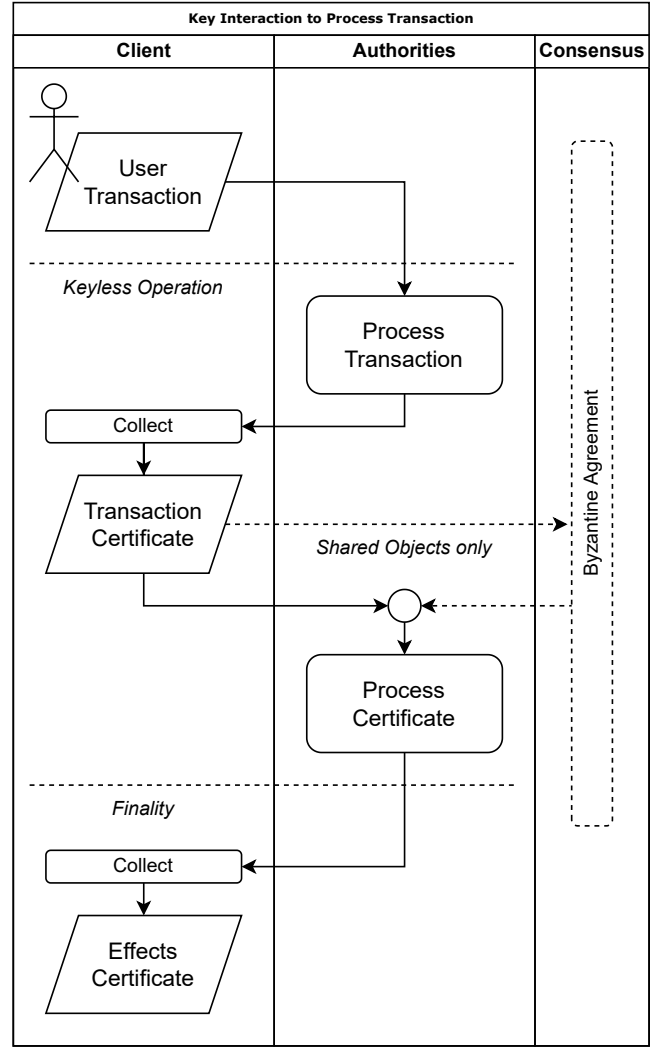 Key Interaction to Process Transaction
Client
Authorities
Consensus
User
Transaction
Keyless Operation
Process
Transaction
Collect
Transaction
Certificate
Shared Objects only
Byzantine Agreement
Process
Certificate
Finality
Collect
Effects
Certificate